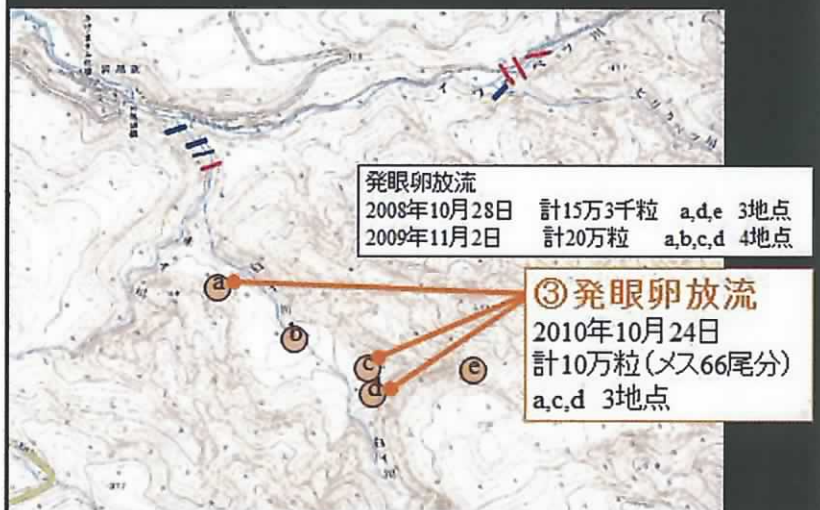 発眼卵放流
2008年10月28日 計15万3千粒 a,d,e 3地点
2009年11月2日 計20万粒 a,b,c,d 4地点
③発眼卵放流
2010年10月24日
計10万粒(メス66尾分)
a,c,d 3地点
a
b
c
d
e